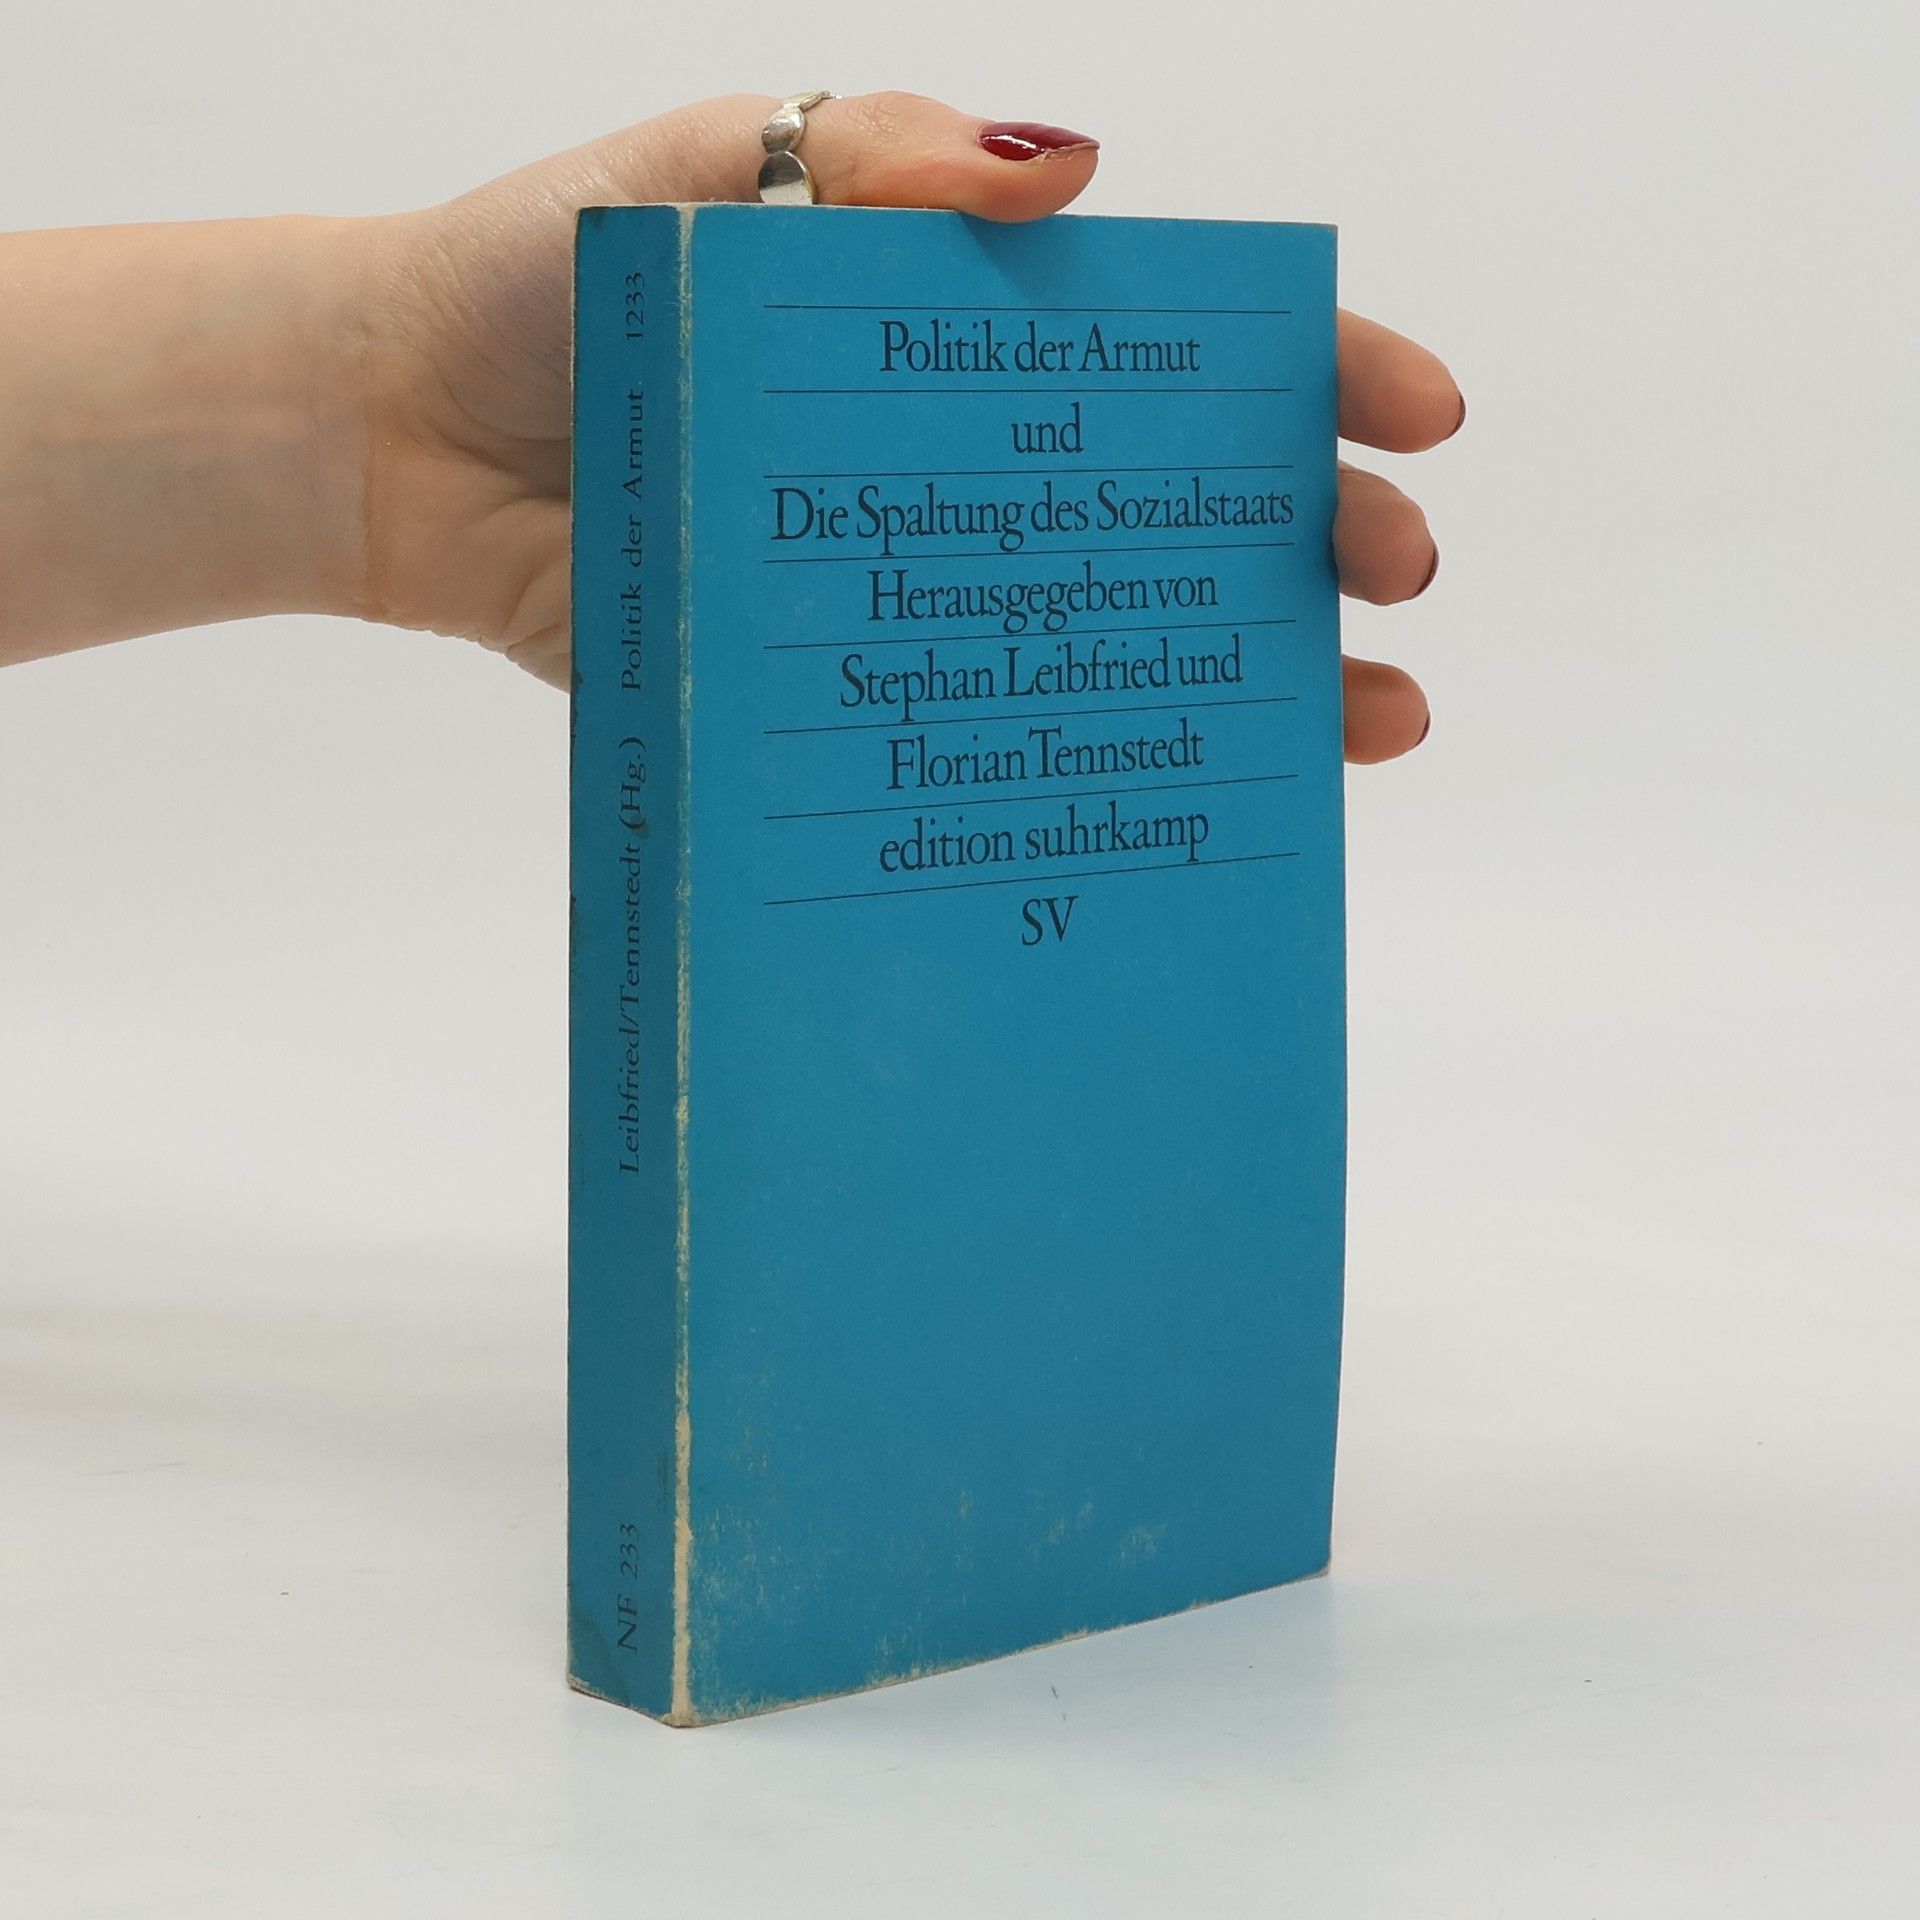 Politik der Armut
und
Die Spaltung des Sozialstaats
Herausgegeben von
Stephan Leibfried und
Florian Tennstedt
edition suhrkamp
SV
Leibfried/Tennstedt (Hg.) Politik der Armut 1233
NF 233